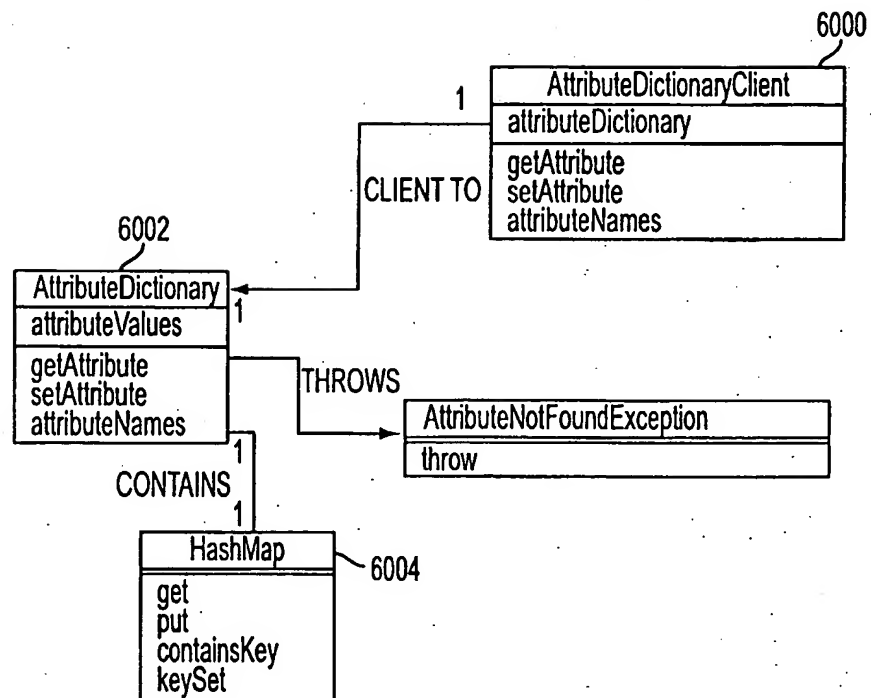 6000
AttributeDictionaryClient
attributeDictionary
getAttribute
setAttribute
attributeNames
1
CLIENT TO
6002
AttributeDictionary
1
attributeValues
getAttribute
setAttribute
attributeNames
THROWS
AttributeNotFoundException
throw
1
CONTAINS
1
HashMap
6004
get
put
containsKey
keySet